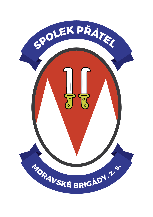 SPOLEK PŘÁTEL
MORAVSKÉ BRIGÁDY, Z. S.